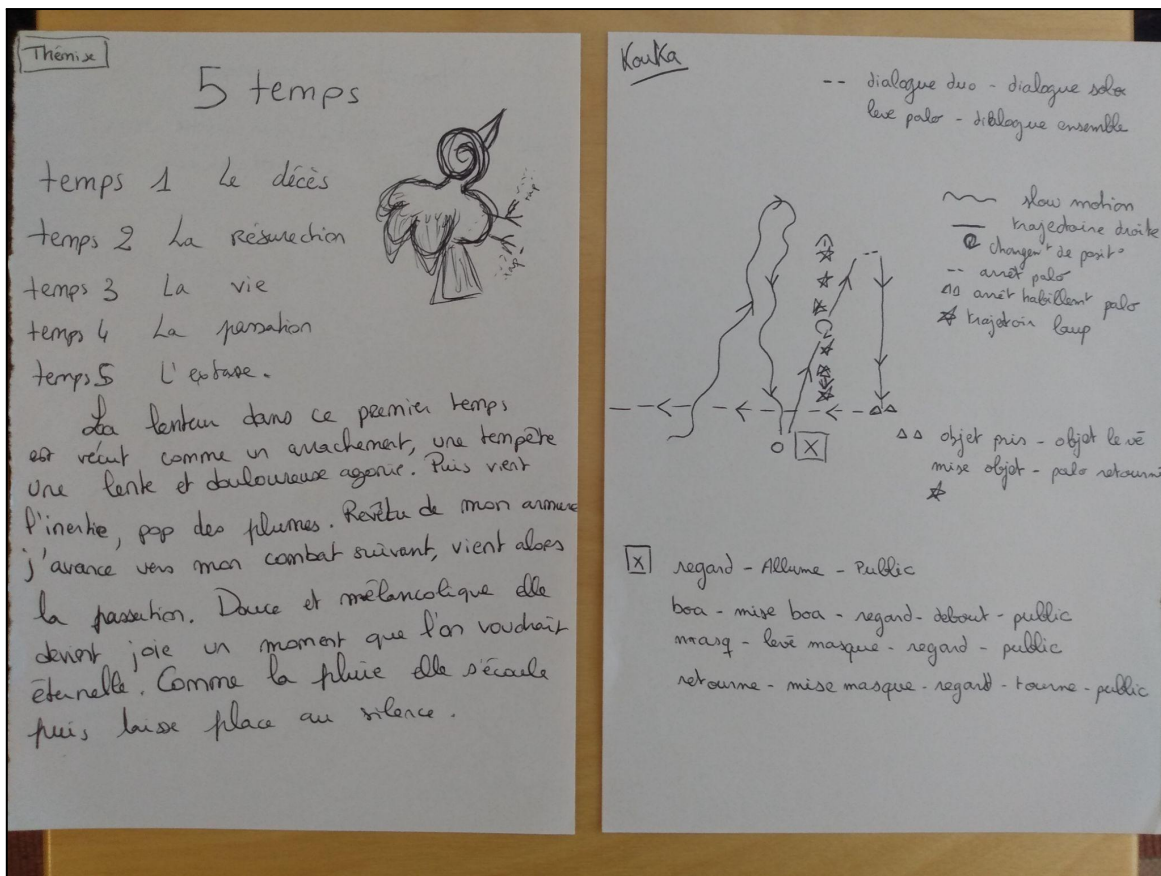 Thémise
5 temps
temps 1 Le décès
temps 2 La Résurection
temps 3 La vie
temps 4 La passation
temps 5 L'extase.
La lenteur dans ce premier temps
est vécut comme un arrachement, une tempête
une lente et douloureuse agonie. Puis vient
l'inertie, pop des plumes. Revêtu de mon armure
j'avance vers mon combat suivant, vient alors
la passation. Douce et mélancolique elle
devient joie un moment que l'on voudrait
éternelle. Comme la pluie elle s'écoule
puis laisse place au silence.
Kouka
-- dialogue duo - dialogue solo
levé palo - dialogue ensemble
slow motion
trajectoire droite
changemt de posit°
-- arrêt palo
arrêt habillent palo
trajetoir loup
X
objet pris - objet levé
mise objet - palo retourné
X regard - Allume - Public
boa - mise boa - regard - debout - public
masq - levé masque - regard - public
retourne - mise masque - regard - tourne - public